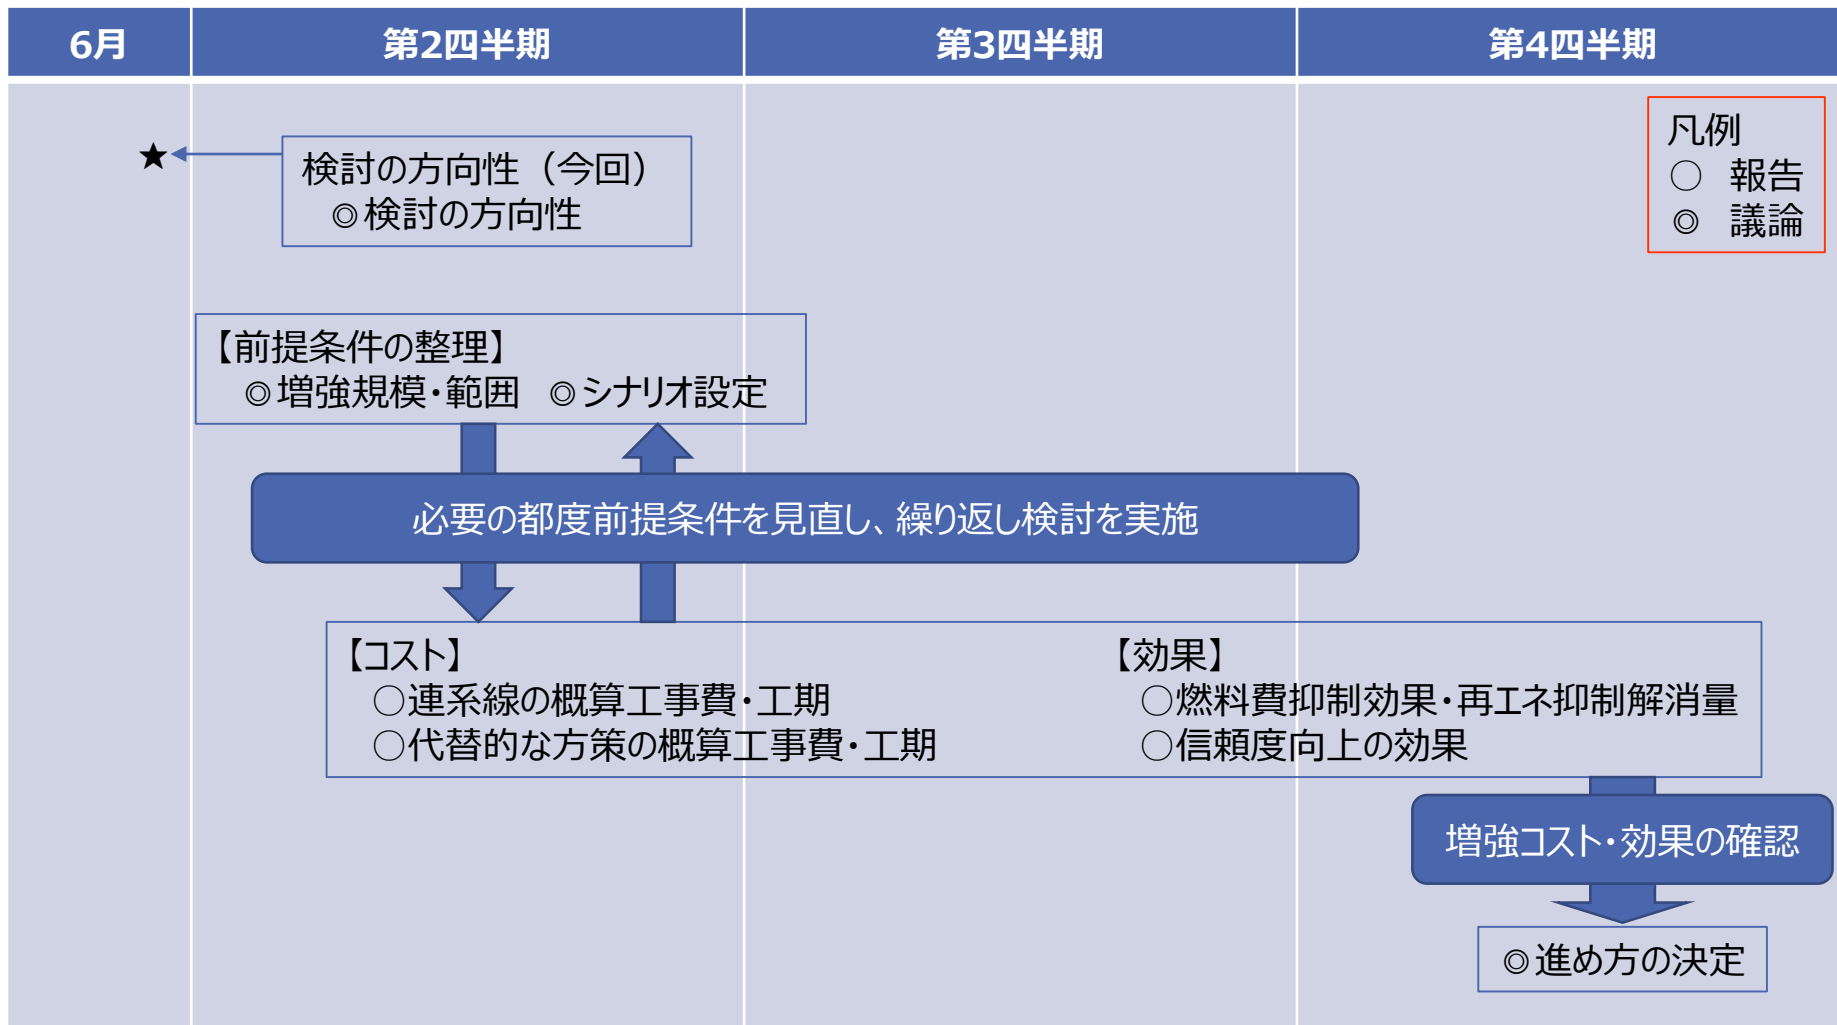 6月
第2四半期
第3四半期
第4四半期
凡例
○ 報告
◎ 議論
★
検討の方向性（今回）
◎検討の方向性
【前提条件の整理】
◎増強規模・範囲 ◎シナリオ設定
必要の都度前提条件を見直し、繰り返し検討を実施
【コスト】
○連系線の概算工事費・工期
○代替的な方策の概算工事費・工期
【効果】
○燃料費抑制効果・再エネ抑制解消量
○信頼度向上の効果
増強コスト・効果の確認
◎進め方の決定